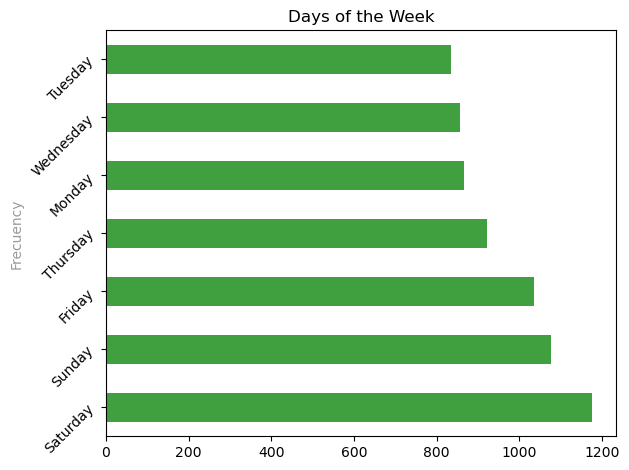 Days of the Week
Tuesday
Wednesday
Monday
Thursday
Friday
Sunday
Saturday
Frecuency
0 200 400 600 800 1000 1200